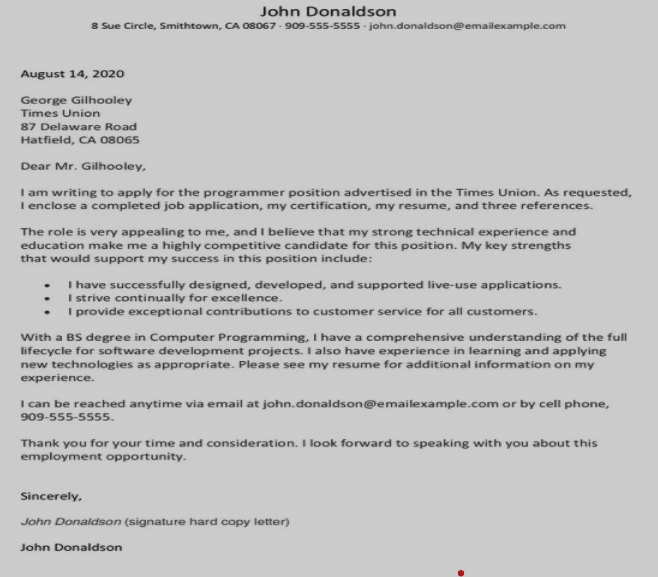 John Donaldson
8 Sue Circle, Smithtown, CA 08067 · 909-555-5555 · john.donaldson@emailexample.com
August 14, 2020
George Gilhooley
Times Union
87 Delaware Road
Hatfield, CA 08065
Dear Mr. Gilhooley,
I am writing to apply for the programmer position advertised in the Times Union. As requested,
I enclose a completed job application, my certification, my resume, and three references.
The role is very appealing to me, and I believe that my strong technical experience and
education make me a highly competitive candidate for this position. My key strengths
that would support my success in this position include:
• I have successfully designed, developed, and supported live-use applications.
• I strive continually for excellence.
• I provide exceptional contributions to customer service for all customers.
With a BS degree in Computer Programming, I have a comprehensive understanding of the full
lifecycle for software development projects. I also have experience in learning and applying
new technologies as appropriate. Please see my resume for additional information on my
experience.
I can be reached anytime via email at john.donaldson@emailexample.com or by cell phone,
909-555-5555.
Thank you for your time and consideration. I look forward to speaking with you about this
employment opportunity.
Sincerely,
John Donaldson (signature hard copy letter)
John Donaldson